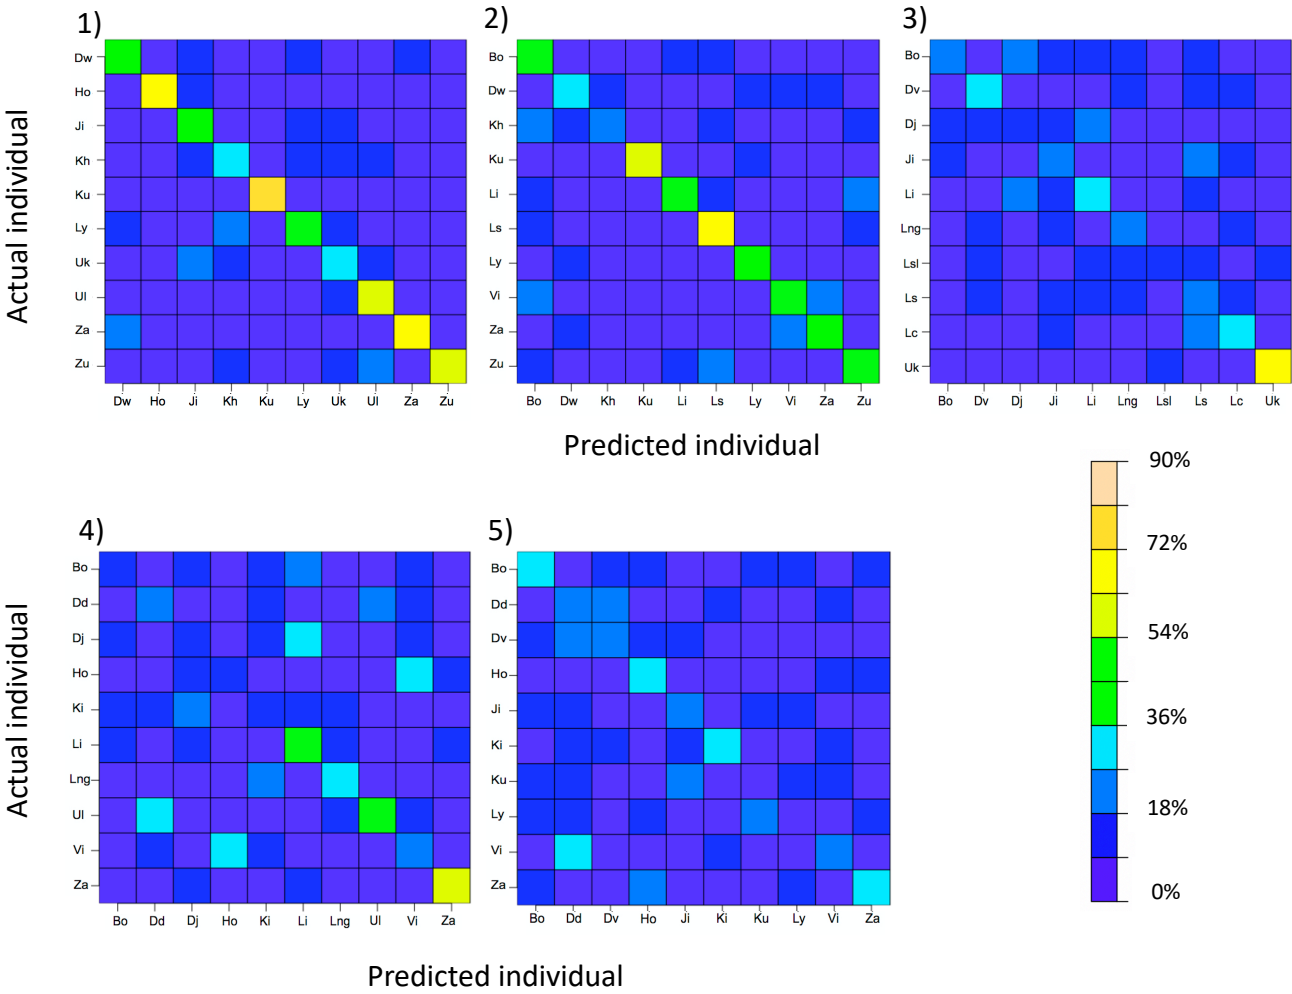 1)
2)
3)
Actual individual
Dw
Ho
Ji
Kh
Ku
Ly
Uk
Ul
Za
Zu
Dw Ho Ji Kh Ku Ly Uk Ul Za Zu
Bo
Dw
Kh
Ku
Li
Ls
Ly
Vi
Za
Zu
Bo Dw Kh Ku Li Ls Ly Vi Za Zu
Bo
Dv
Dj
Ji
Li
Lng
Lsl
Ls
Lc
Uk
Bo Dv Dj Ji Li Lng Lsl Ls Lc Uk
Predicted individual
4)
5)
Actual individual
Bo
Dd
Dj
Ho
Ki
Li
Lng
Ul
Vi
Za
Bo Dd Dj Ho Ki Li Lng Ul Vi Za
Bo
Dd
Dv
Ho
Ji
Ki
Ku
Ly
Vi
Za
Bo Dd Dv Ho Ji Ki Ku Ly Vi Za
Predicted individual
90%
72%
54%
36%
18%
0%